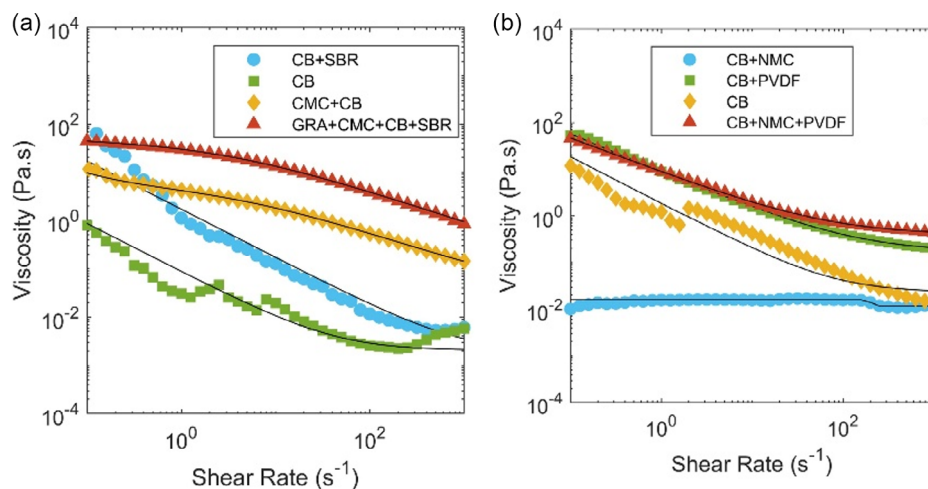 (a)
10^4
10^2
10^0
10^-2
10^-4
Viscosity (Pa.s)
CB+SBR
CB
CMC+CB
GRA+CMC+CB+SBR
10^0
10^2
Shear Rate (s^-1)
(b)
10^4
10^2
10^0
10^-2
10^-4
Viscosity (Pa.s)
CB+NMC
CB+PVDF
CB
CB+NMC+PVDF
10^0
10^2
Shear Rate (s^-1)